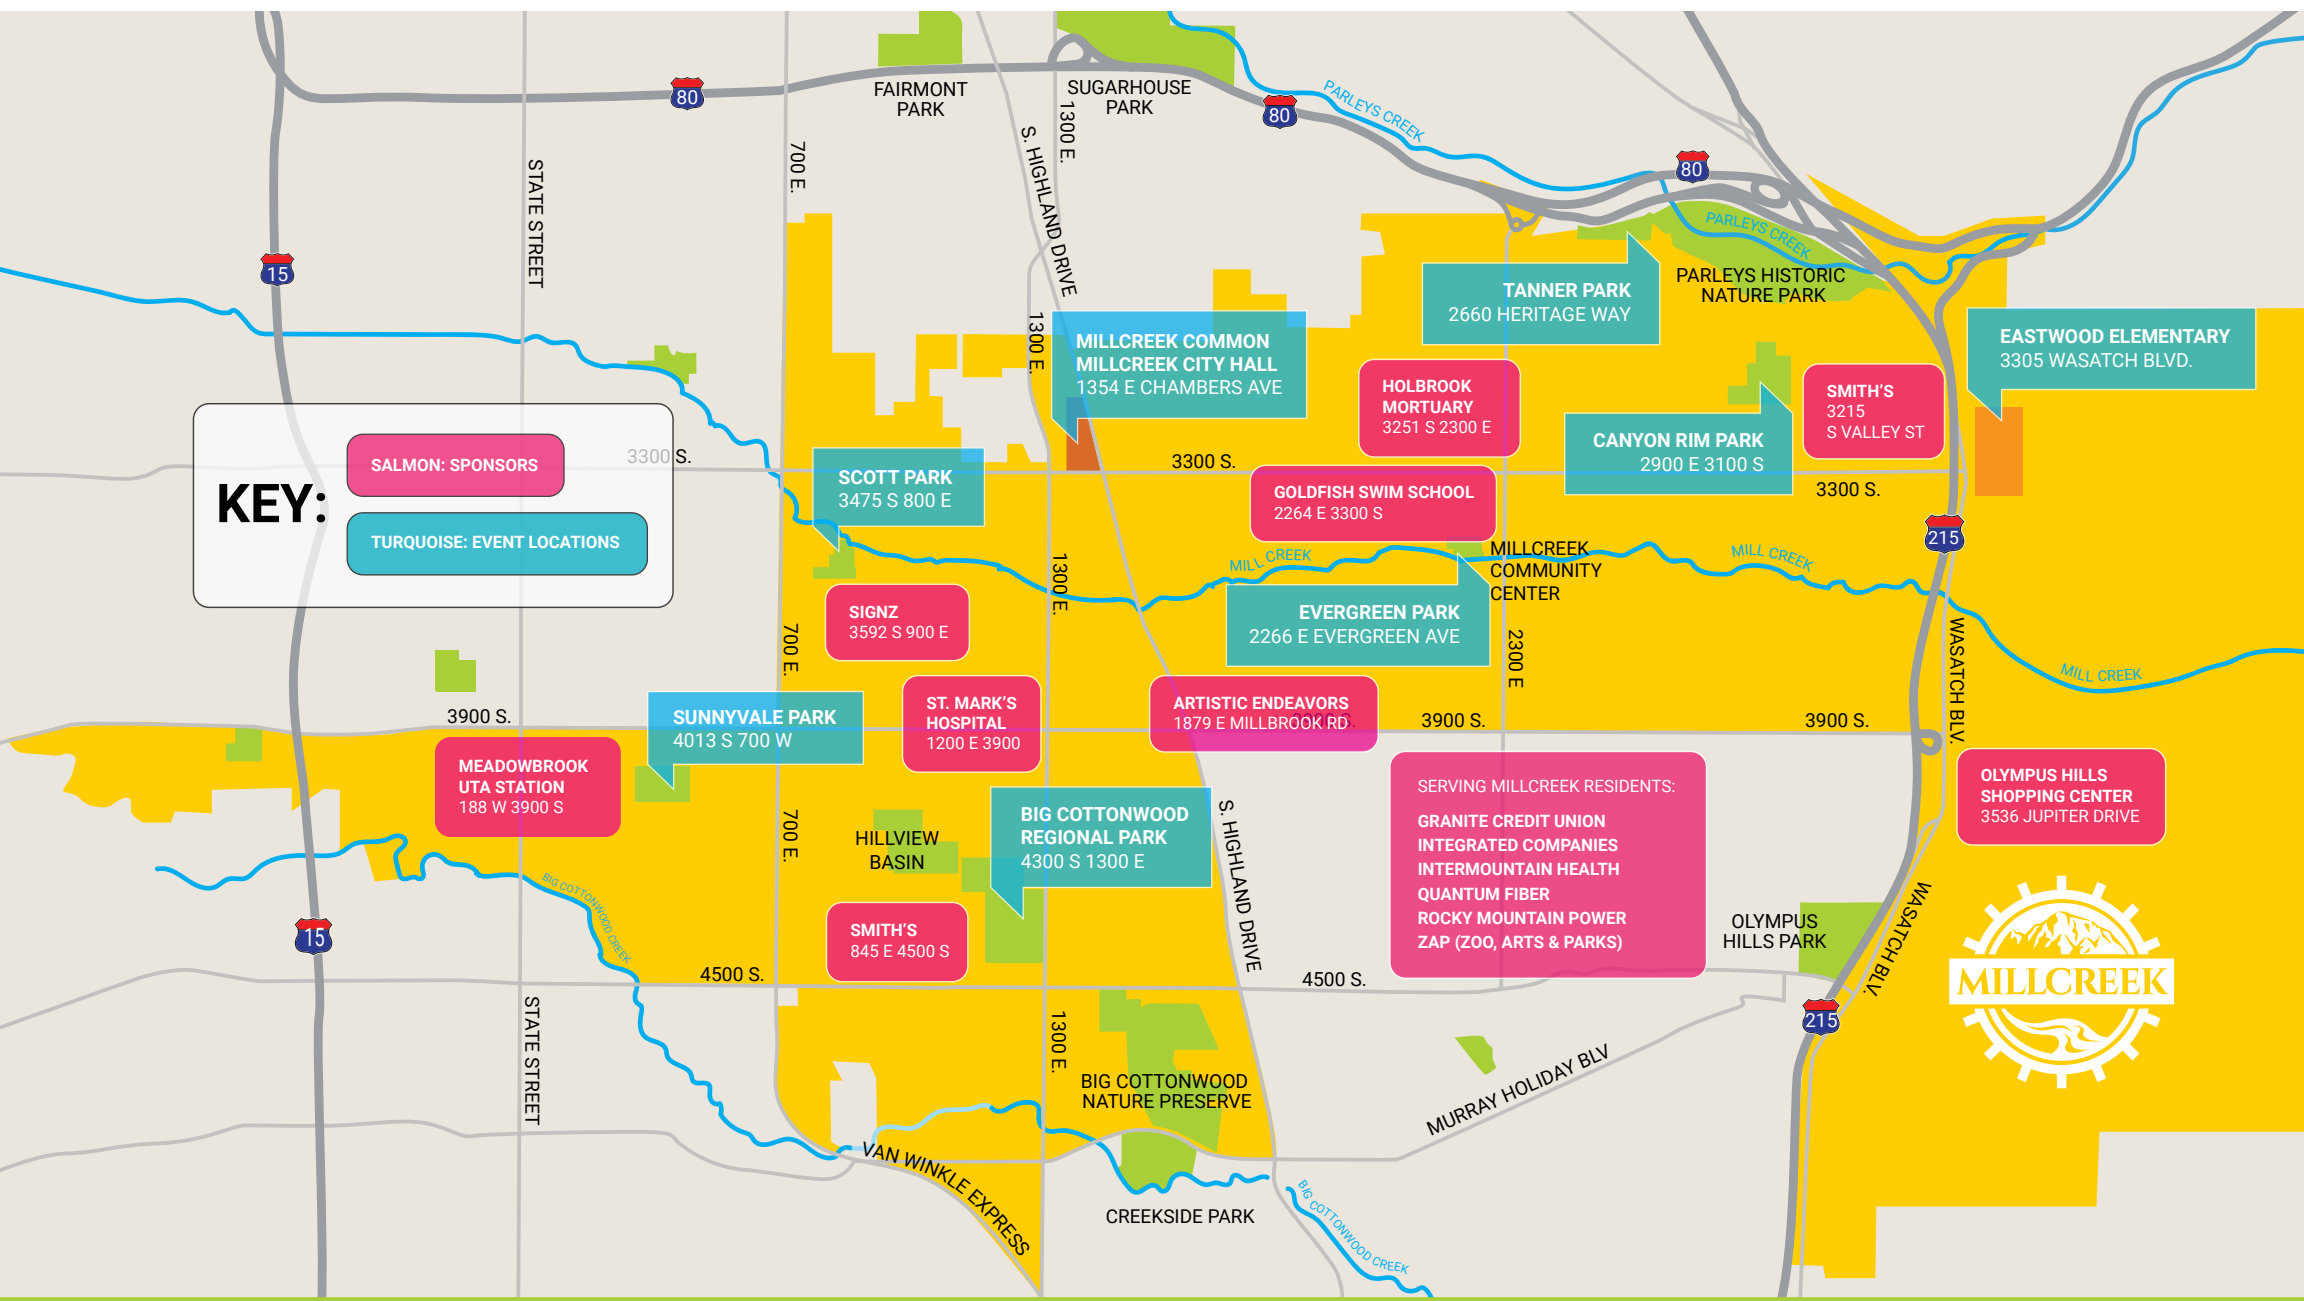 80
FAIRMONT
PARK
SUGARHOUSE
PARK
80
PARLEYS CREEK
1300 E.
S. HIGHLAND DRIVE
700 E.
STATE STREET
80
15
PARLEYS CREEK
PARLEYS HISTORIC
NATURE PARK
TANNER PARK
2660 HERITAGE WAY
1300 E.
MILLCREEK COMMON
MILLCREEK CITY HALL
1354 E CHAMBERS AVE
EASTWOOD ELEMENTARY
3305 WASATCH BLVD.
HOLBROOK
MORTUARY
3251 S 2300 E
SMITH'S
3215
S VALLEY ST
CANYON RIM PARK
2900 E 3100 S
KEY:
SALMON: SPONSORS
TURQUOISE: EVENT LOCATIONS
3300 S.
SCOTT PARK
3475 S 800 E
3300 S.
GOLDFISH SWIM SCHOOL
2264 E 3300 S
3300 S.
215
MILL CREEK
MILLCREEK
COMMUNITY
CENTER
MILL CREEK
1300 E.
SIGNZ
3592 S 900 E
EVERGREEN PARK
2266 E EVERGREEN AVE
700 E.
2300 E
WASATCH BLV.
MILL CREEK
3900 S.
SUNNYVALE PARK
4013 S 700 W
ST. MARK'S
HOSPITAL
1200 E 3900
ARTISTIC ENDEAVORS
1879 E MILLBROOK RD
3900 S.
3900 S.
3900 S.
MEADOWBROOK
UTA STATION
188 W 3900 S
OLYMPUS HILLS
SHOPPING CENTER
3536 JUPITER DRIVE
SERVING MILLCREEK RESIDENTS:
GRANITE CREDIT UNION
INTEGRATED COMPANIES
INTERMOUNTAIN HEALTH
QUANTUM FIBER
ROCKY MOUNTAIN POWER
ZAP (ZOO, ARTS & PARKS)
700 E.
HILLVIEW
BASIN
BIG COTTONWOOD
REGIONAL PARK
4300 S 1300 E
S. HIGHLAND DRIVE
BIG COTTONWOOD CREEK
15
SMITH'S
845 E 4500 S
OLYMPUS
HILLS PARK
WASATCH BLV.
MILLCREEK
4500 S.
4500 S.
215
STATE STREET
1300 E.
BIG COTTONWOOD
NATURE PRESERVE
MURRAY HOLIDAY BLV
VAN WINKLE EXPRESS
CREEKSIDE PARK
BIG COTTONWOOD CREEK